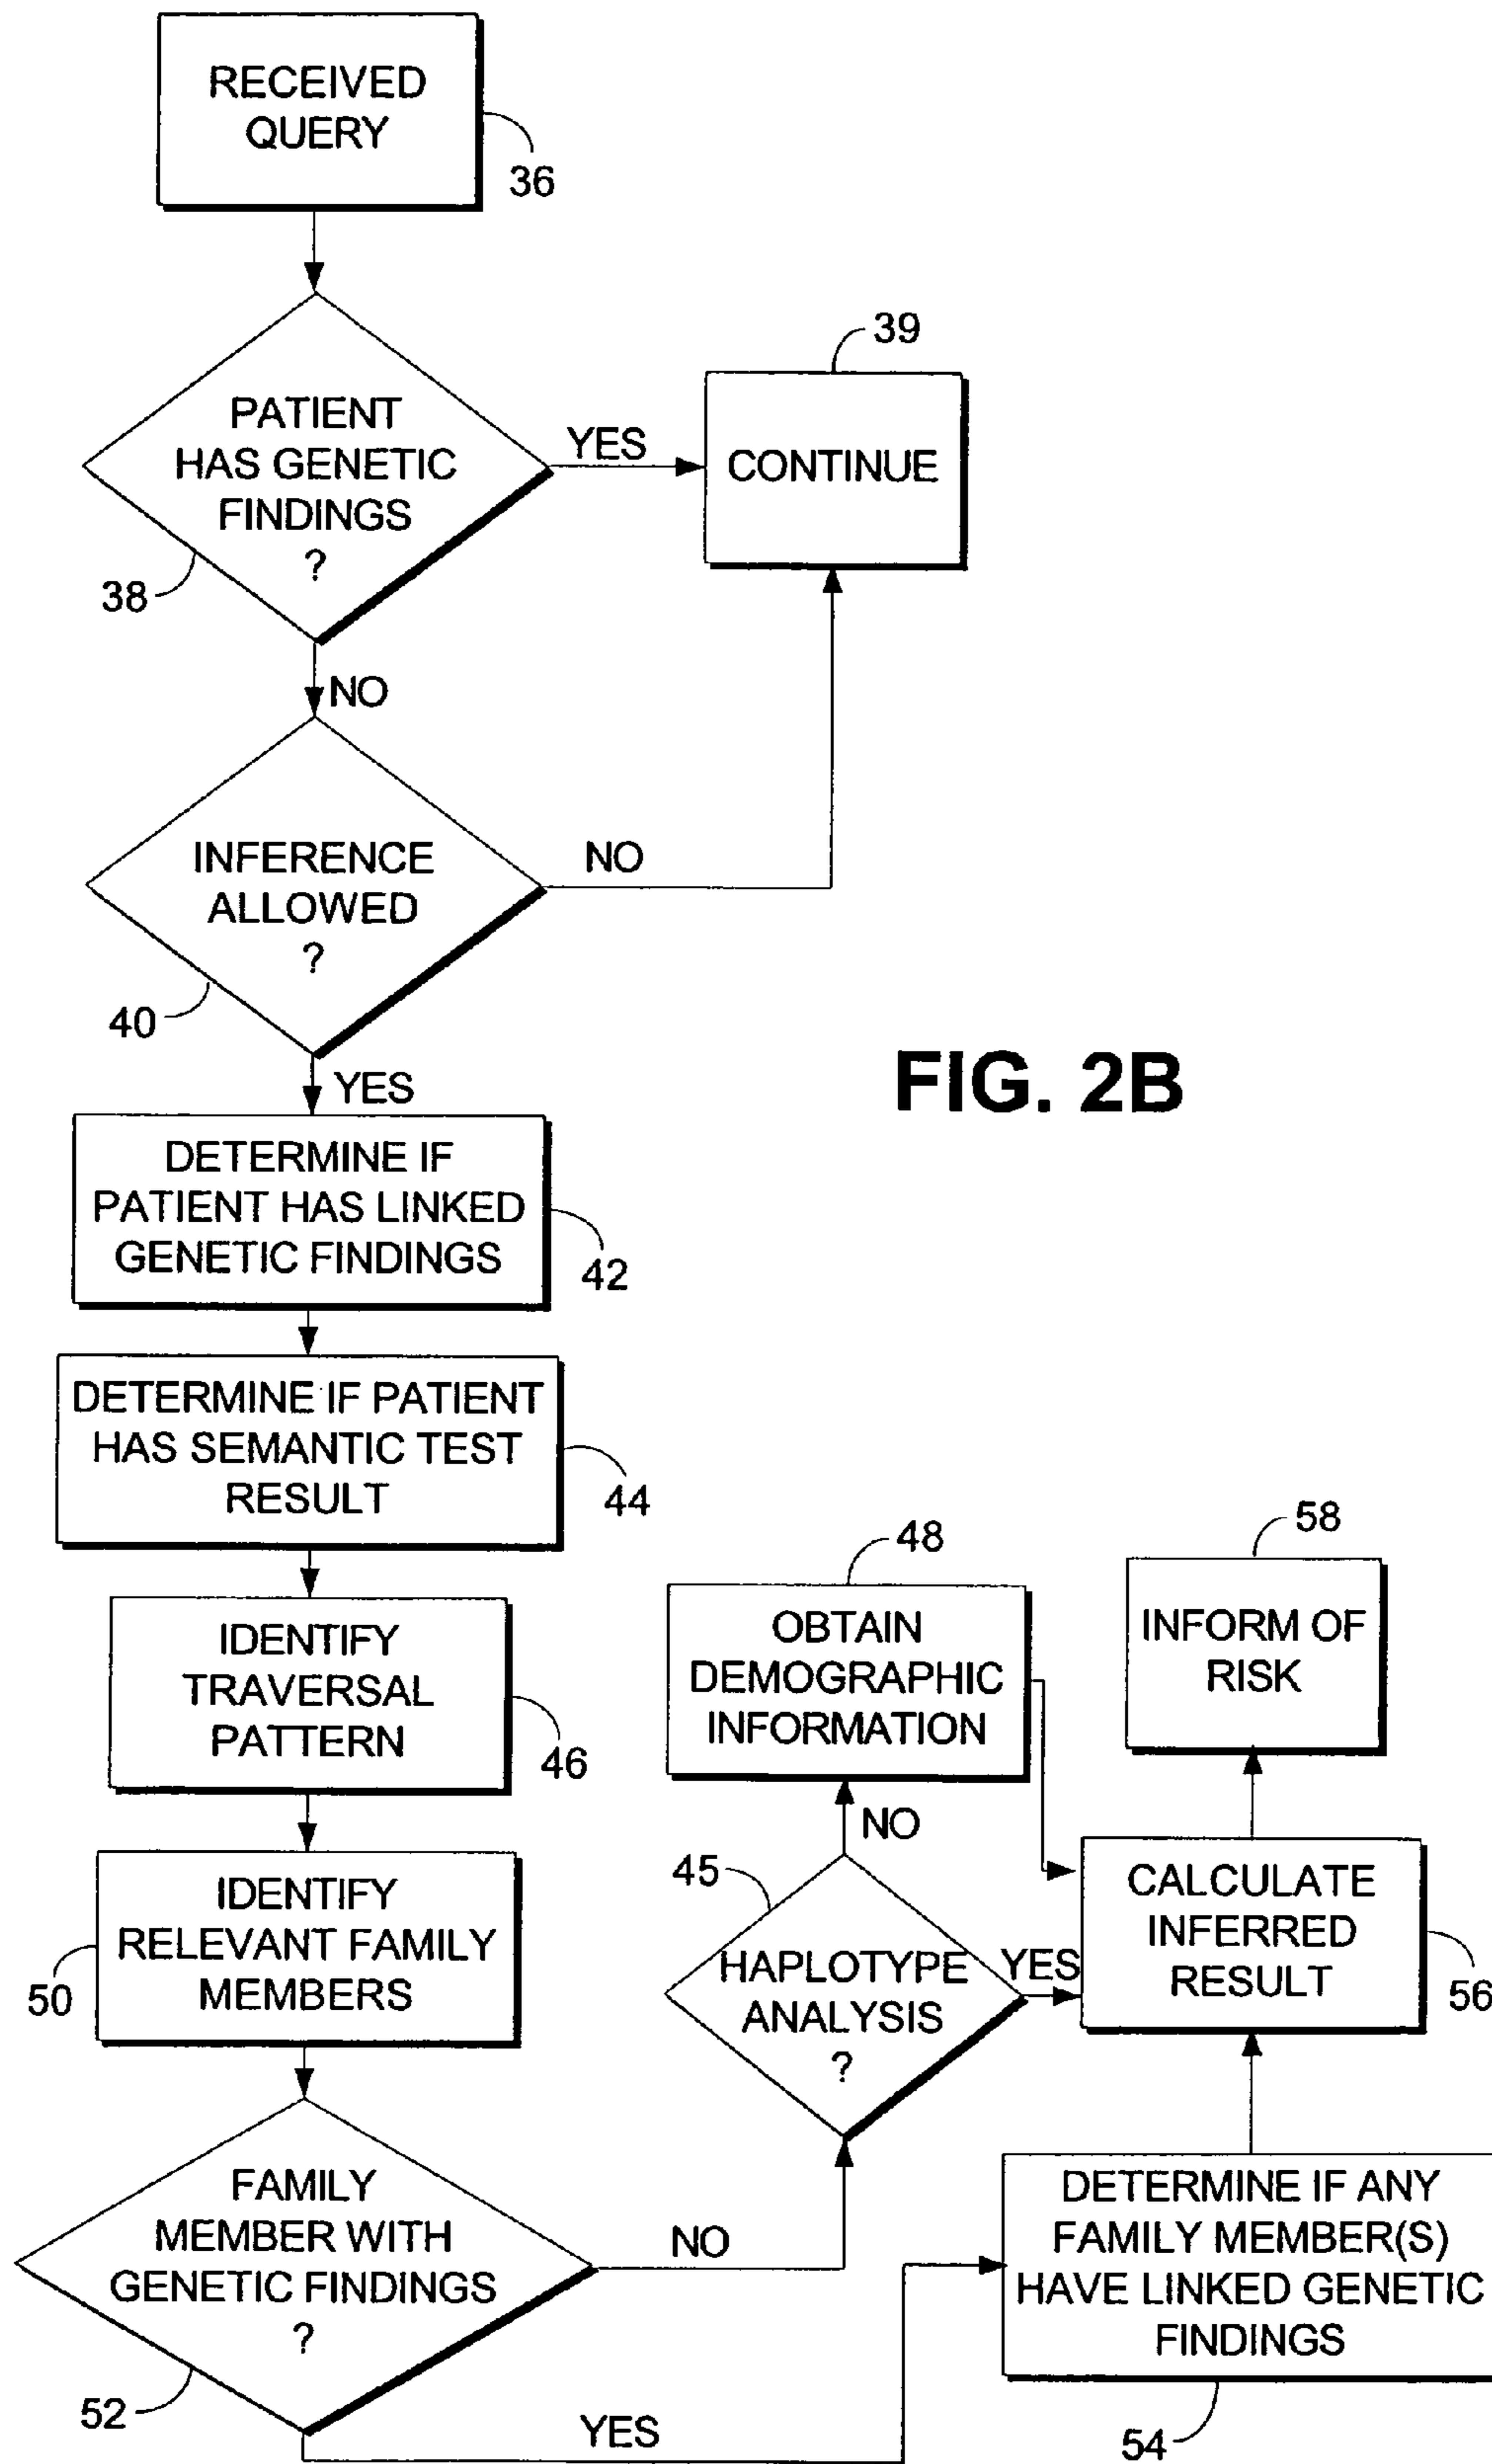 RECEIVED
QUERY
36
PATIENT
HAS GENETIC
FINDINGS
?
38
YES
39
CONTINUE
NO
INFERENCE
ALLOWED
?
40
NO
YES
FIG. 2B
DETERMINE IF
PATIENT HAS LINKED
GENETIC FINDINGS
42
DETERMINE IF PATIENT
HAS SEMANTIC TEST
RESULT
44
IDENTIFY
TRAVERSAL
PATTERN
46
IDENTIFY
RELEVANT FAMILY
MEMBERS
50
FAMILY
MEMBER WITH
GENETIC FINDINGS
?
52
NO
YES
48
OBTAIN
DEMOGRAPHIC
INFORMATION
NO
45
HAPLOTYPE
ANALYSIS
?
YES
58
INFORM OF
RISK
CALCULATE
INFERRED
RESULT
56
DETERMINE IF ANY
FAMILY MEMBER(S)
HAVE LINKED GENETIC
FINDINGS
54